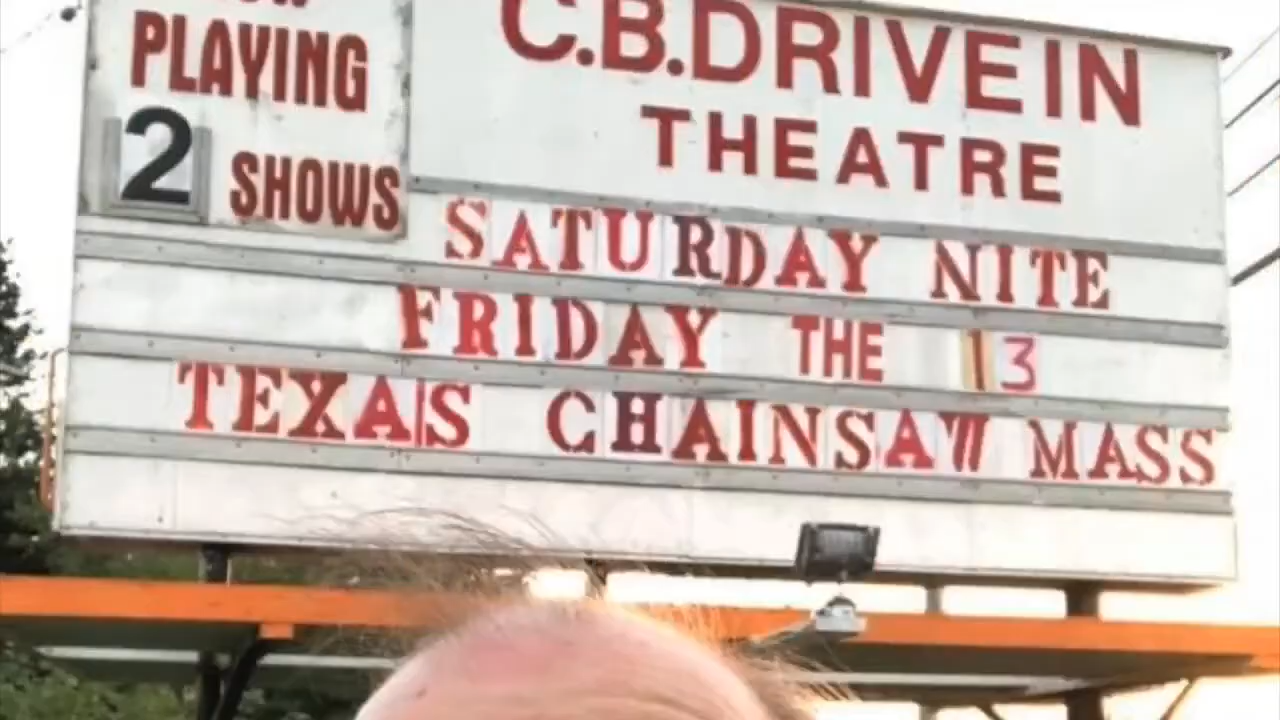 PLAYING
2 SHOWS
C.B.DRIVE IN
THEATRE
SATURDAY NITE
FRIDAY THE 13
TEXAS CHAINSAW MASS